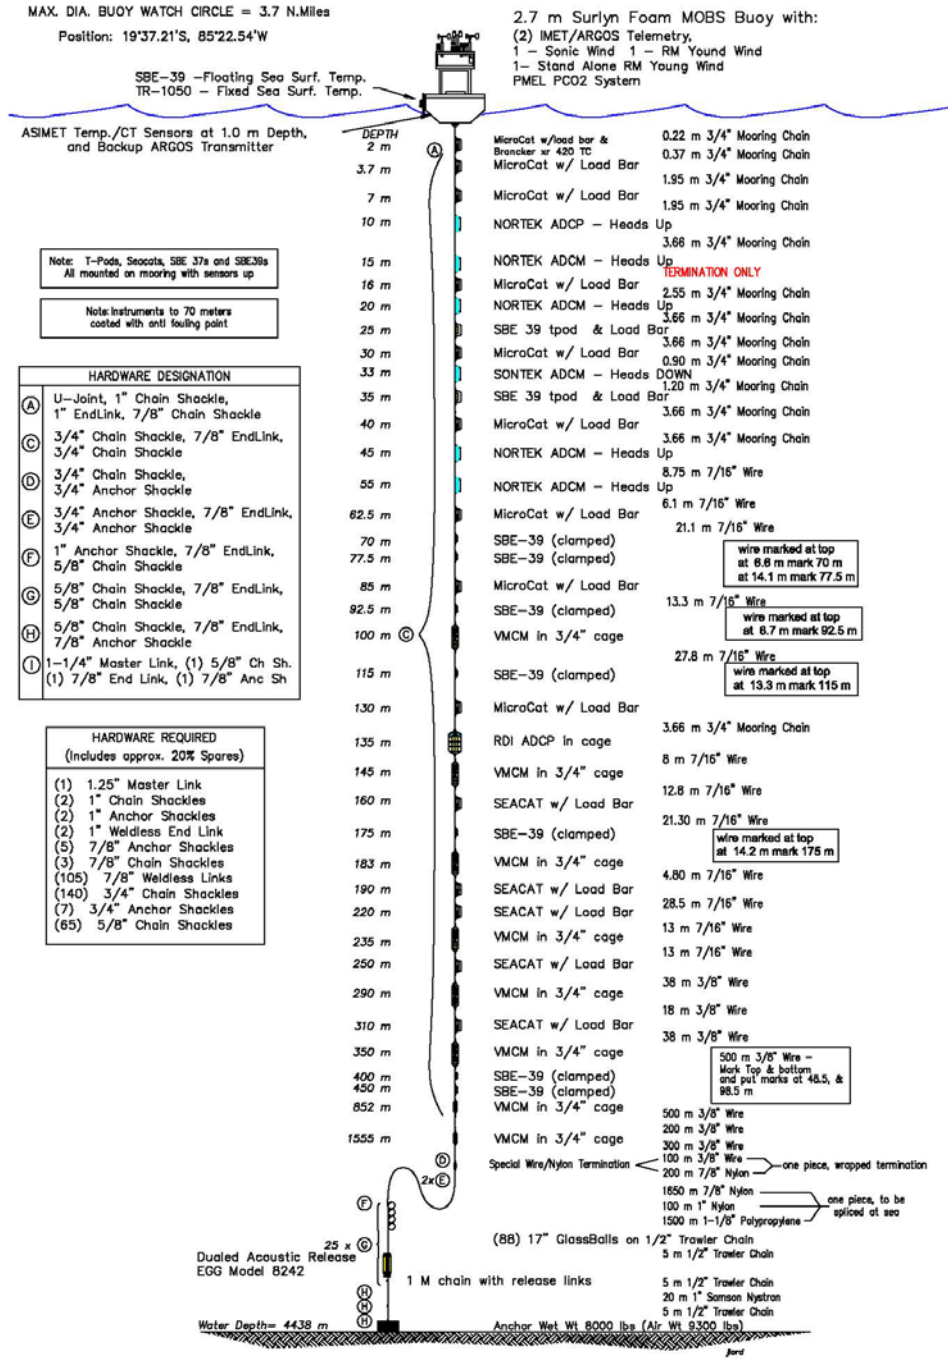 MAX. DIA. BUOY WATCH CIRCLE = 3.7 N.Miles
Position: 19°37.21'S, 85°22.54'W
2.7 m Surlyn Foam MOBS Buoy with:
(2) IMET/ARGOS Telemetry,
1 – Sonic Wind 1 – RM Yound Wind
1– Stand Alone RM Young Wind
PMEL PCO2 System
SBE-39 –Floating Sea Surf. Temp.
TR-1050 – Fixed Sea Surf. Temp.
ASIMET Temp./CT Sensors at 1.0 m Depth,
and Backup ARGOS Transmitter
DEPTH
2 m
A
MicroCat w/load bar &
Brancker xr 420 TC
0.22 m 3/4" Mooring Chain
0.37 m 3/4" Mooring Chain
3.7 m
MicroCat w/ Load Bar
1.95 m 3/4" Mooring Chain
7 m
MicroCat w/ Load Bar
1.95 m 3/4" Mooring Chain
10 m
NORTEK ADCP – Heads Up
3.66 m 3/4" Mooring Chain
15 m
NORTEK ADCM – Heads Up
TERMINATION ONLY
16 m
MicroCat w/ Load Bar
2.55 m 3/4" Mooring Chain
20 m
NORTEK ADCM – Heads Up
3.66 m 3/4" Mooring Chain
25 m
SBE 39 tpod & Load Bar
3.66 m 3/4" Mooring Chain
30 m
MicroCat w/ Load Bar
0.90 m 3/4" Mooring Chain
33 m
SONTEK ADCM – Heads DOWN
1.20 m 3/4" Mooring Chain
35 m
SBE 39 tpod & Load Bar
3.66 m 3/4" Mooring Chain
40 m
MicroCat w/ Load Bar
3.66 m 3/4" Mooring Chain
45 m
NORTEK ADCM – Heads Up
8.75 m 7/16" Wire
55 m
NORTEK ADCM – Heads Up
6.1 m 7/16" Wire
62.5 m
MicroCat w/ Load Bar
21.1 m 7/16" Wire
70 m
SBE-39 (clamped)
77.5 m
SBE-39 (clamped)
wire marked at top
at 6.6 m mark 70 m
at 14.1 m mark 77.5 m
85 m
MicroCat w/ Load Bar
13.3 m 7/16" Wire
92.5 m
SBE-39 (clamped)
wire marked at top
at 6.7 m mark 92.5 m
100 m
C
VMCM in 3/4" cage
27.8 m 7/16" Wire
115 m
SBE-39 (clamped)
wire marked at top
at 13.3 m mark 115 m
130 m
MicroCat w/ Load Bar
3.66 m 3/4" Mooring Chain
135 m
RDI ADCP in cage
8 m 7/16" Wire
145 m
VMCM in 3/4" cage
12.8 m 7/16" Wire
160 m
SEACAT w/ Load Bar
21.30 m 7/16" Wire
175 m
SBE-39 (clamped)
wire marked at top
at 14.2 m mark 175 m
183 m
VMCM in 3/4" cage
4.80 m 7/16" Wire
190 m
SEACAT w/ Load Bar
28.5 m 7/16" Wire
220 m
SEACAT w/ Load Bar
13 m 7/16" Wire
235 m
VMCM in 3/4" cage
13 m 7/16" Wire
250 m
SEACAT w/ Load Bar
38 m 3/8" Wire
290 m
VMCM in 3/4" cage
18 m 3/8" Wire
310 m
SEACAT w/ Load Bar
38 m 3/8" Wire
350 m
VMCM in 3/4" cage
500 m 3/8" Wire –
Mark Top & bottom
and put marks at 48.5, &
98.5 m
400 m
SBE-39 (clamped)
450 m
SBE-39 (clamped)
852 m
VMCM in 3/4" cage
500 m 3/8" Wire
200 m 3/8" Wire
1555 m
VMCM in 3/4" cage
300 m 3/8" Wire
D
Special Wire/Nylon Termination
100 m 3/8" Wire
200 m 7/8" Nylon
one piece, wrapped termination
2x E
1650 m 7/8" Nylon
100 m 1" Nylon
1500 m 1-1/8" Polypropylene
one piece, to be
spliced at sea
F
(88) 17" GlassBalls on 1/2" Trawler Chain
25 x G
5 m 1/2" Trawler Chain
Dualed Acoustic Release
EGG Model 8242
1 M chain with release links
5 m 1/2" Trawler Chain
H
20 m 1" Samson Nystron
H
5 m 1/2" Trawler Chain
H
Water Depth= 4438 m
Anchor Wet Wt 8000 lbs (Air Wt 9300 lbs)
jlord
Note: T-Pods, Seacats, SBE 37s and SBE39s
All mounted on mooring with sensors up
Note:Instruments to 70 meters
coated with anti fouling paint
HARDWARE DESIGNATION
A U-Joint, 1" Chain Shackle,
1" EndLink, 7/8" Chain Shackle
C 3/4" Chain Shackle, 7/8" EndLink,
3/4" Chain Shackle
D 3/4" Chain Shackle,
3/4" Anchor Shackle
E 3/4" Anchor Shackle, 7/8" EndLink,
3/4" Anchor Shackle
F 1" Anchor Shackle, 7/8" EndLink,
5/8" Chain Shackle
G 5/8" Chain Shackle, 7/8" EndLink,
5/8" Chain Shackle
H 5/8" Chain Shackle, 7/8" EndLink,
7/8" Anchor Shackle
I 1-1/4" Master Link, (1) 5/8" Ch Sh.
(1) 7/8" End Link, (1) 7/8" Anc Sh
HARDWARE REQUIRED
(Includes approx. 20% Spares)
(1) 1.25" Master Link
(2) 1" Chain Shackles
(2) 1" Anchor Shackles
(2) 1" Weldless End Link
(5) 7/8" Anchor Shackles
(3) 7/8" Chain Shackles
(105) 7/8" Weldless Links
(140) 3/4" Chain Shackles
(7) 3/4" Anchor Shackles
(65) 5/8" Chain Shackles